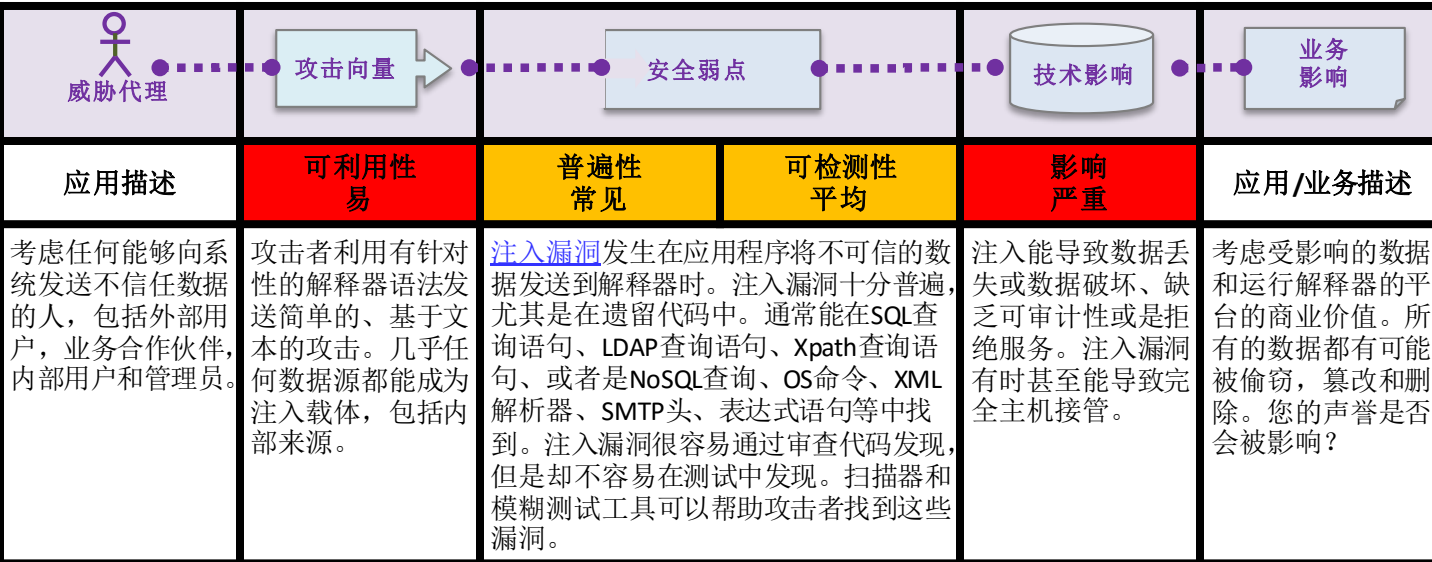 威胁代理
攻击向量
安全弱点
技术影响
业务
影响
应用描述
可利用性
易
普遍性
常见
可检测性
平均
影响
严重
应用/业务描述
考虑任何能够向系
统发送不信任数据
的人，包括外部用
户，业务合作伙伴，
内部用户和管理员。
攻击者利用有针对
性的解释器语法发
送简单的、基于文
本的攻击。几乎任
何数据源都能成为
注入载体，包括内
部来源。
注入漏洞发生在应用程序将不可信的数
据发送到解释器时。注入漏洞十分普遍，
尤其是在遗留代码中。通常能在SQL查
询语句、LDAP查询语句、Xpath查询语
句、或者是NoSQL查询、OS命令、XML
解析器、SMTP头、表达式语句等中找
到。注入漏洞很容易通过审查代码发现，
但是却不容易在测试中发现。扫描器和
模糊测试工具可以帮助攻击者找到这些
漏洞。
注入能导致数据丢
失或数据破坏、缺
乏可审计性或是拒
绝服务。注入漏洞
有时甚至能导致完
全主机接管。
考虑受影响的数据
和运行解释器的平
台的商业价值。所
有的数据都有可能
被偷窃，篡改和删
除。您的声誉是否
会被影响？